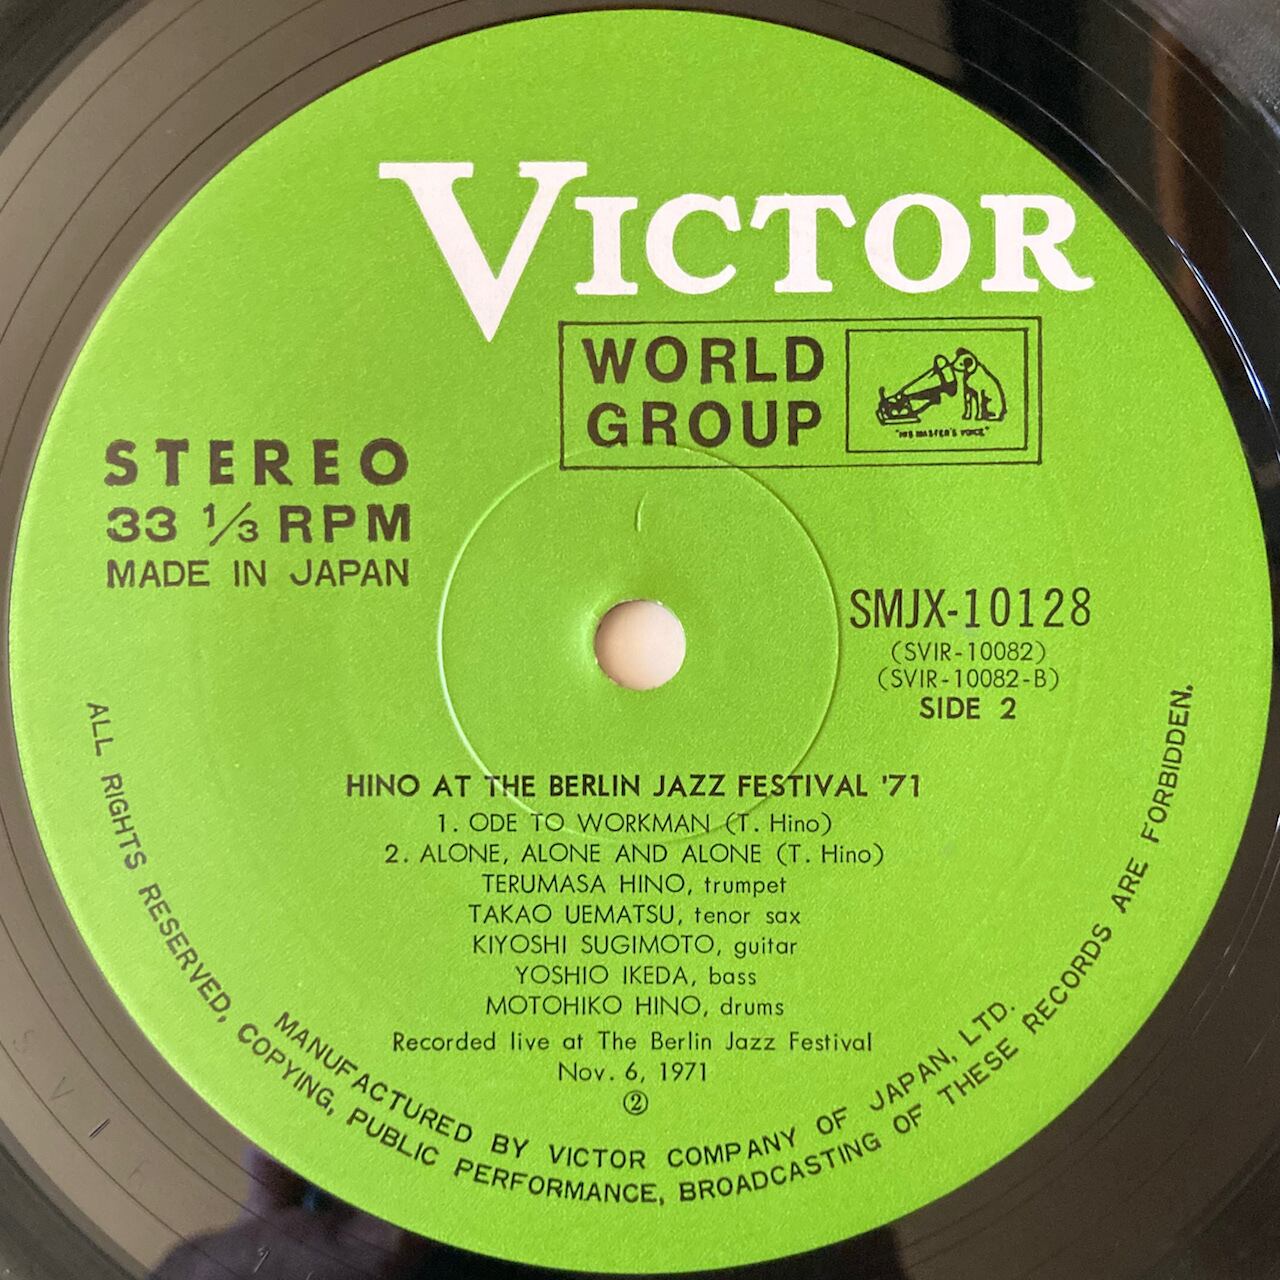 VICTOR
WORLD
GROUP
"HIS MASTER'S VOICE"
STEREO
33 1/3 RPM
MADE IN JAPAN
SMJX-10128
(SVIR-10082)
(SVIR-10082-B)
SIDE 2
HINO AT THE BERLIN JAZZ FESTIVAL '71
1. ODE TO WORKMAN (T. Hino)
2. ALONE, ALONE AND ALONE (T. Hino)
TERUMASA HINO, trumpet
TAKAO UEMATSU, tenor sax
KIYOSHI SUGIMOTO, guitar
YOSHIO IKEDA, bass
MOTOHIKO HINO, drums
Recorded live at The Berlin Jazz Festival
Nov. 6, 1971
②
MANUFACTURED BY VICTOR COMPANY OF JAPAN, LTD.
ALL RIGHTS RESERVED, COPYING, PUBLIC PERFORMANCE, BROADCASTING OF THESE RECORDS ARE FORBIDDEN.